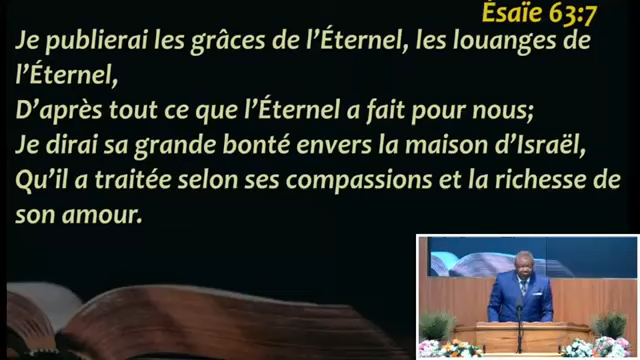 Ésaïe 63:7
Je publierai les grâces de l’Éternel, les louanges de
l’Éternel,
D’après tout ce que l’Éternel a fait pour nous;
Je dirai sa grande bonté envers la maison d’Israël,
Qu’il a traitée selon ses compassions et la richesse de
son amour.